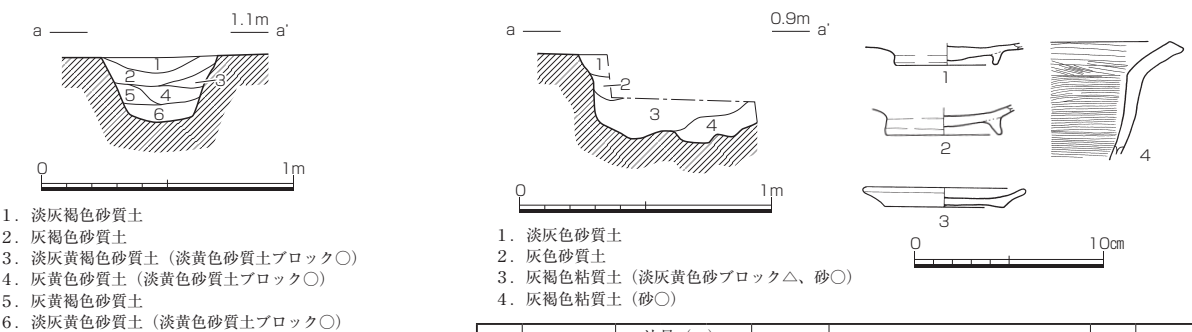 a 1.1m a'
1
2
3
5 4
6
0 1m
1．淡灰褐色砂質土
2．灰褐色砂質土
3．淡灰黄褐色砂質土（淡黄色砂質土ブロック○）
4．灰黄色砂質土（淡黄色砂質土ブロック○）
5．灰黄褐色砂質土
6．淡灰黄色砂質土（淡黄色砂質土ブロック○）
a 0.9m a'
1
2
3
4
0 1m
1．淡灰色砂質土
2．灰色砂質土
3．灰褐色粘質土（淡灰黄色砂ブロック△、砂○）
4．灰褐色粘質土（砂○）
1
2
3
4
0 10㎝